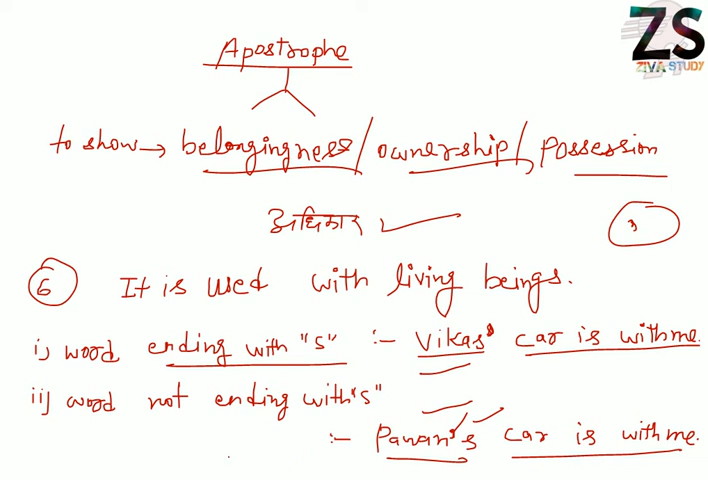 ZS
ZIVA STUDY
Apostrophe
to show → belongingness / ownership / possession
अधिकार
,
6 It is used with living beings.
i) word ending with "s" :- Vikas' car is with me.
ii) word not ending with "s"
:- Pawan's car is with me.